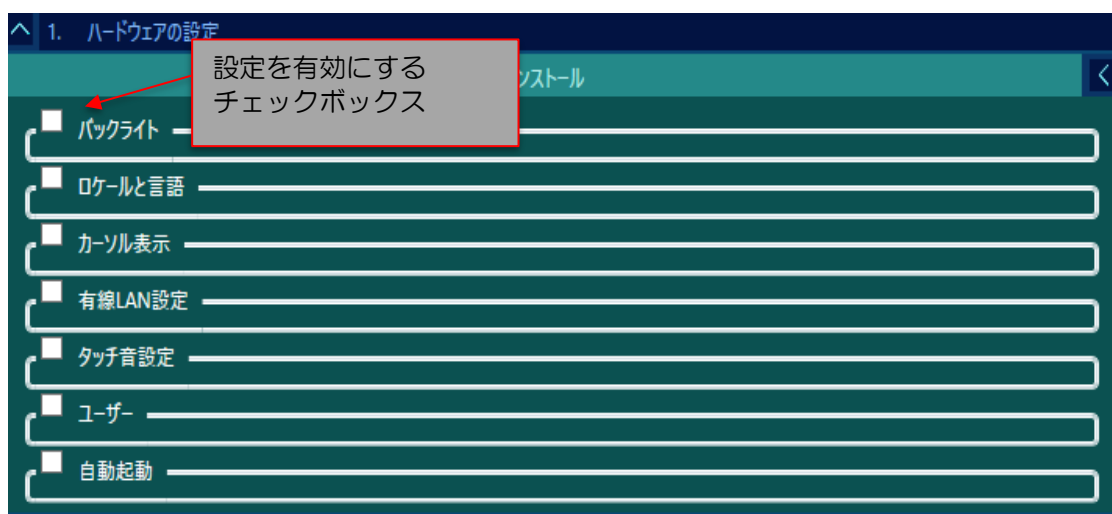 1. ハードウェアの設定
設定を有効にする
チェックボックス
ンストール
バックライト
ロケールと言語
カーソル表示
有線LAN設定
タッチ音設定
ユーザー
自動起動